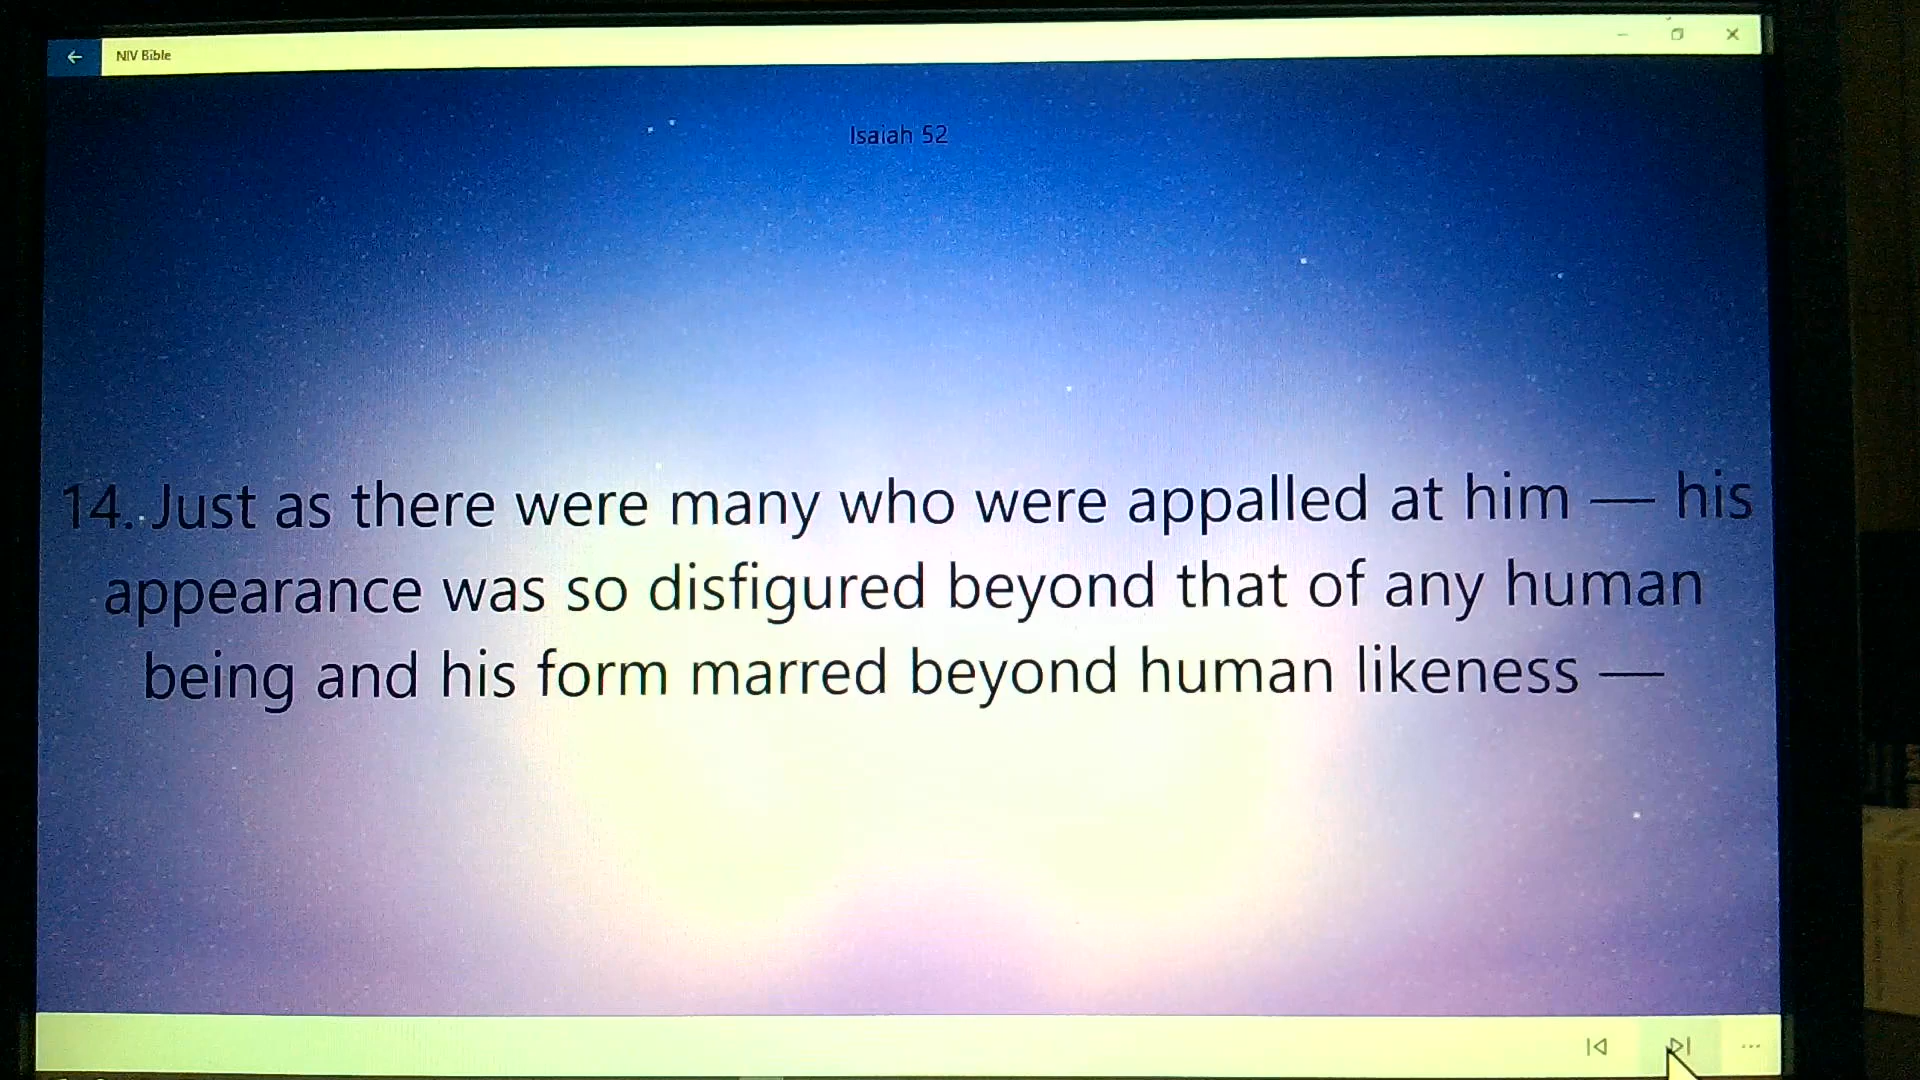 NIV Bible
Isaiah 52
14. Just as there were many who were appalled at him — his
appearance was so disfigured beyond that of any human
being and his form marred beyond human likeness —